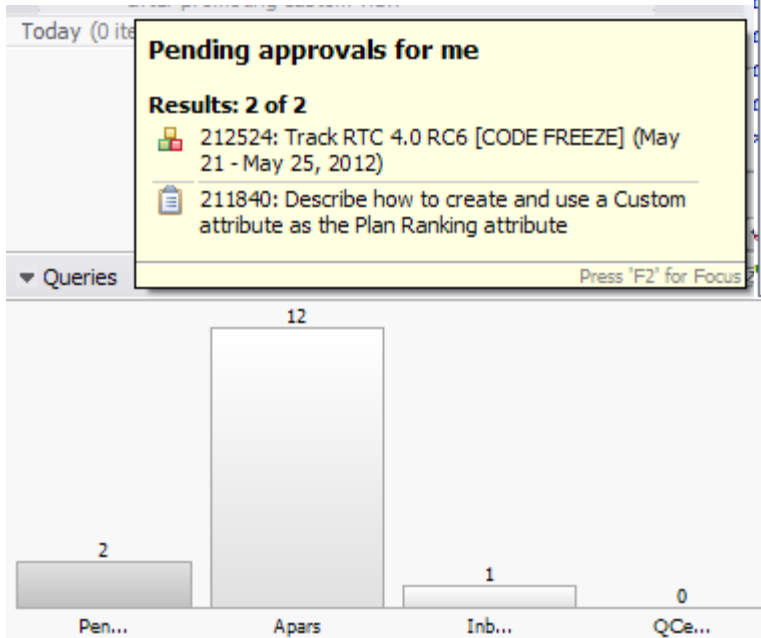 Today (0 ite
Pending approvals for me
Results: 2 of 2
212524: Track RTC 4.0 RC6 [CODE FREEZE] (May
21 - May 25, 2012)
211840: Describe how to create and use a Custom
attribute as the Plan Ranking attribute
Press 'F2' for Focus
Queries
12
2
1
0
Pen...
Apars
Inb...
QCe...